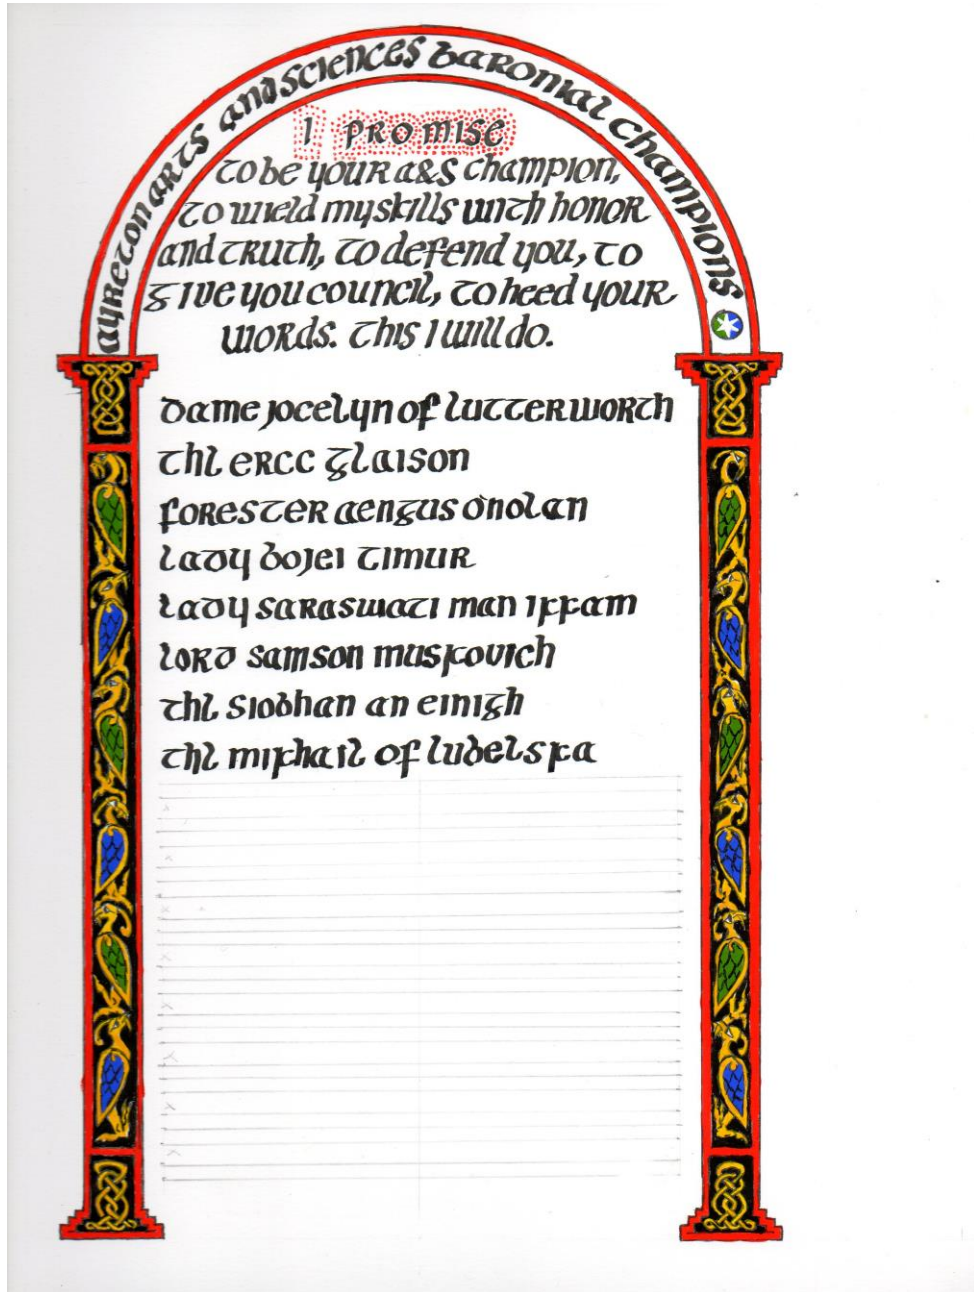 ayreton arts and sciences baronial champions
I promise
to be your a&s champion,
to wield my skills with honor
and truth, to defend you, to
give you council, to heed your
words. This I will do.
Dame Jocelyn of Lutterworth
Thl Ercc Glaison
Forester Aengus O'Nolan
Lady Bojei Timur
Lady Saraswati Man Ikkam
Lord Samson Muskovich
Thl Siobhan an Einigh
Thl Mikhail of Lubelska